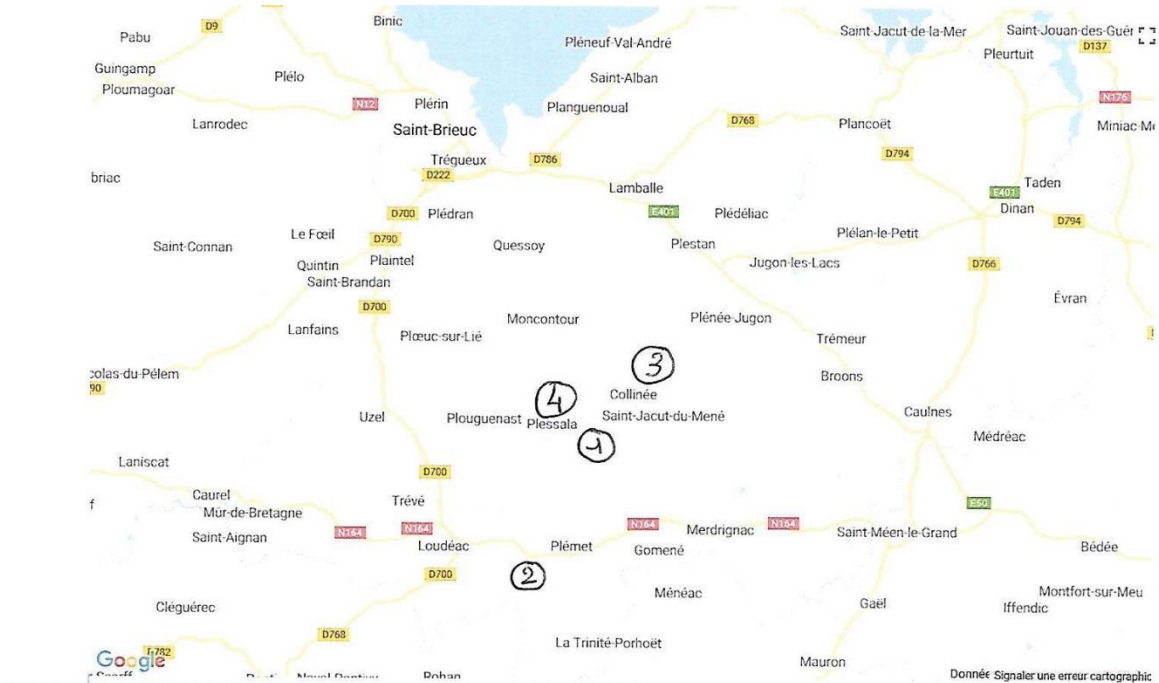 Binic
D9
Saint-Jacut-de-la-Mer
Saint-Jouan-des-Guér
Pabu
Pléneuf-Val-André
D137
Pleurtuit
Guingamp
Plélo
Saint-Alban
Ploumagoar
N12
Plérin
Planguenoual
N176
Lanrodec
Saint-Brieuc
D768
Plancoët
Miniac-Mo
Trégueux
D786
D794
D222
briac
Lamballe
E401
Taden
D700
Plédran
E401
Plédéliac
Dinan
D794
Le Fœil
D790
Saint-Connan
Quessoy
Plestan
Plélan-le-Petit
Quintin
Plaintel
Jugon-les-Lacs
D766
Saint-Brandan
D700
Évran
Lanfains
Moncontour
Plénée-Jugon
Plœuc-sur-Lié
Trémeur
3
colas-du-Pélem
90
Broons
4
Collinée
Uzel
Plouguenast
Plessala
Saint-Jacut-du-Mené
Caulnes
1
Médréac
Laniscat
D700
Caurel
Trévé
f
Mûr-de-Bretagne
E50
Saint-Aignan
N164
N164
N164
Merdrignac
N164
Saint-Méen-le-Grand
Loudéac
Plémet
Gomené
Bédée
D700
2
Ménéac
Montfort-sur-Meu
Cléguérec
Gaël
Iffendic
D768
La Trinité-Porhoët
Google
D782
Mauron
Rohan
Donnée Signaler une erreur cartographic